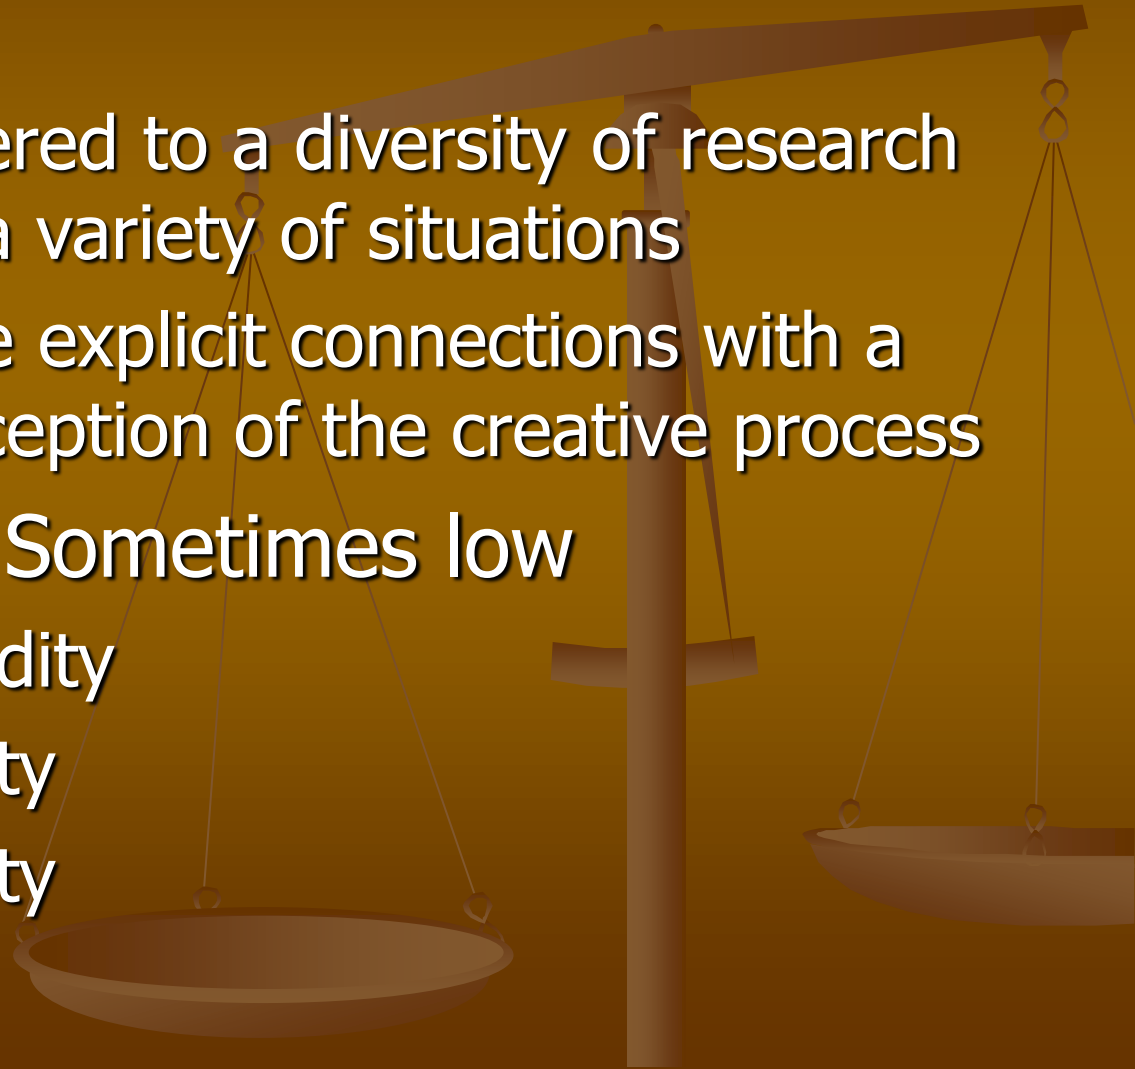 ered to a diversity of research
a variety of situations
e explicit connections with a
ception of the creative process
Sometimes low
dity
ty
ty